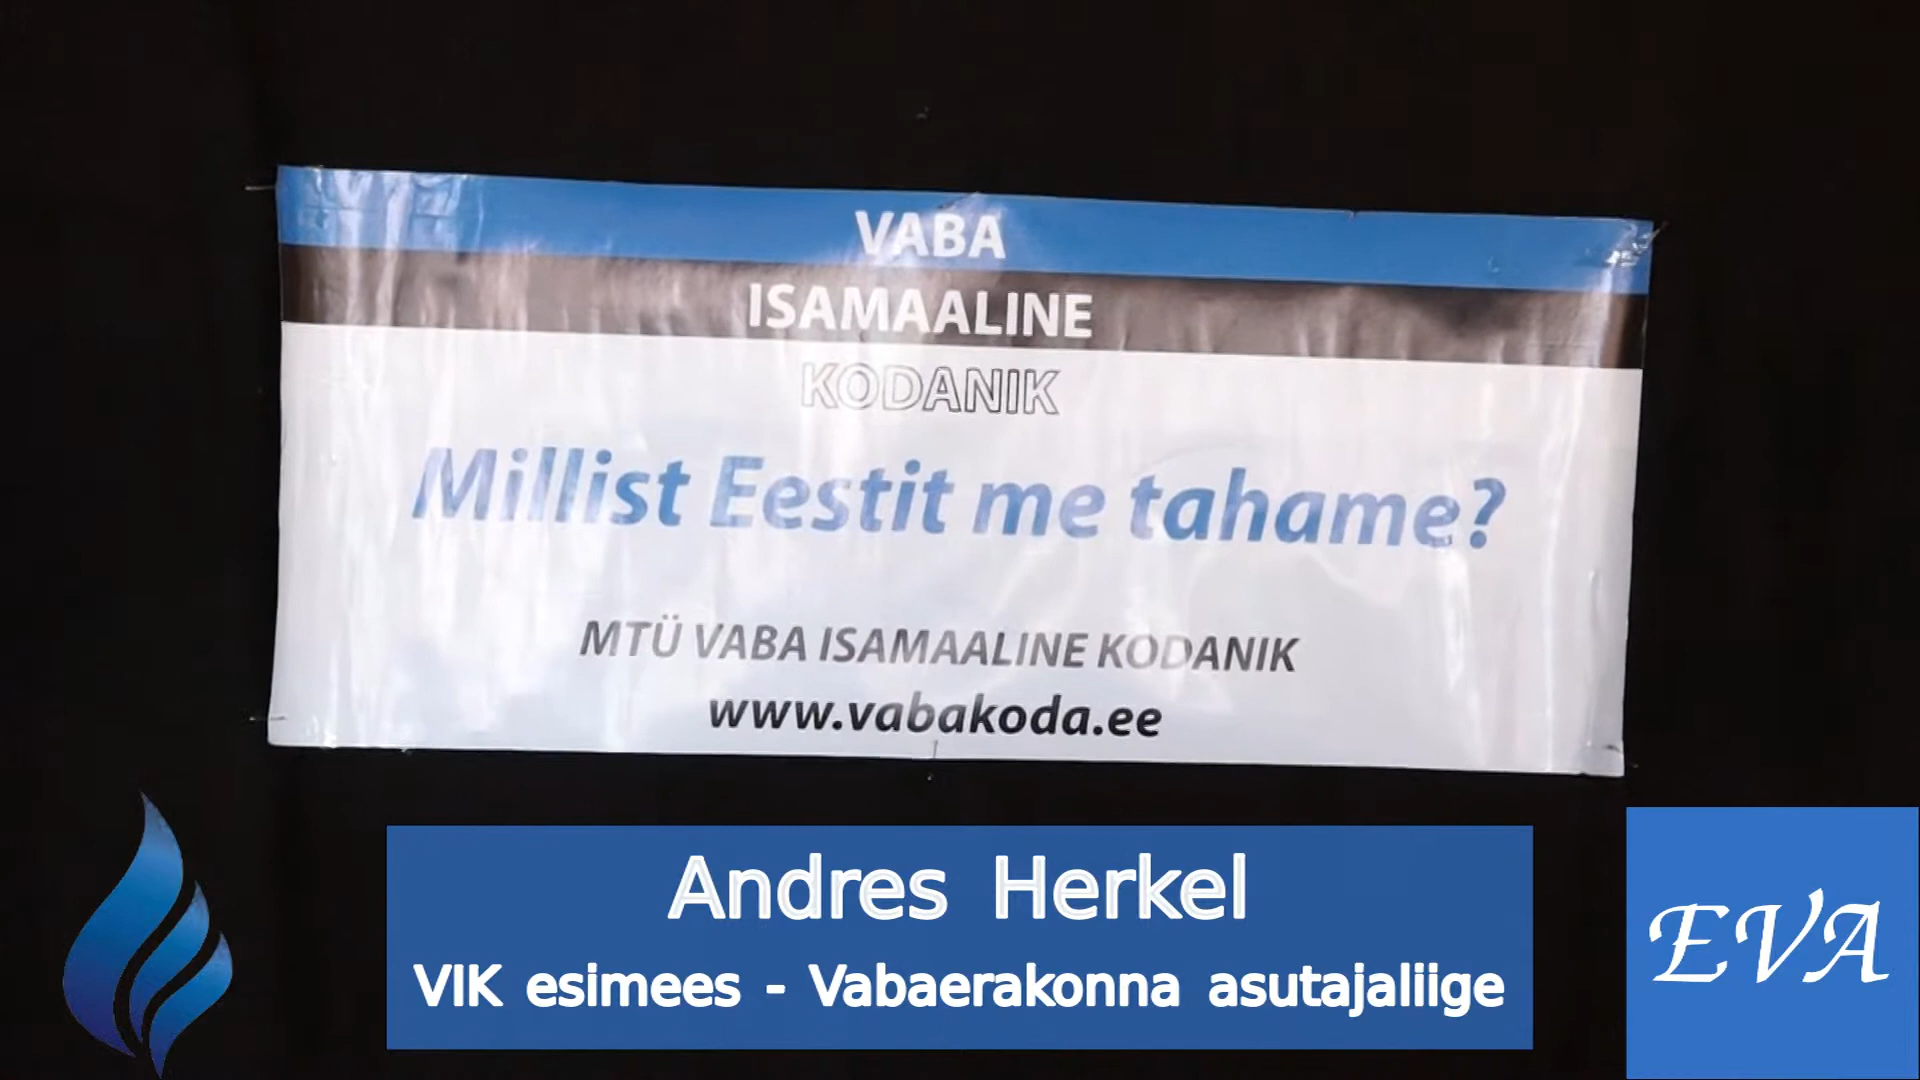 VABA
ISAMAALINE
KODANIK
Millist Eestit me tahame?
MTÜ VABA ISAMAALINE KODANIK
www.vabakoda.ee
Andres Herkel
VIK esimees - Vabaerakonna asutajaliige
EVA